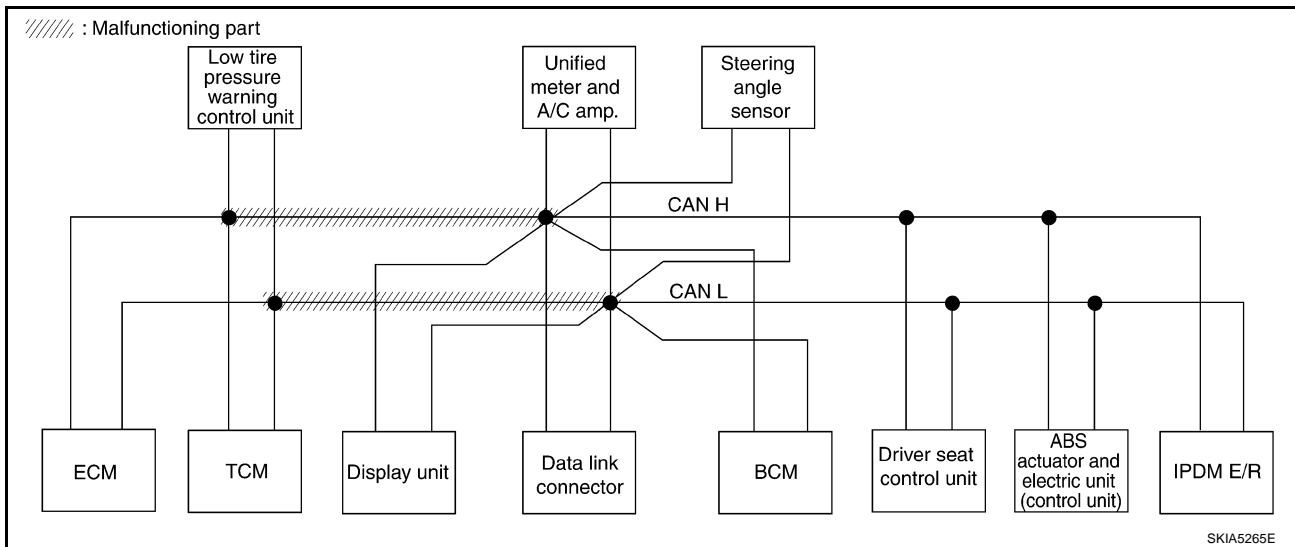 : Malfunctioning part
Low tire
pressure
warning
control unit
Unified
meter and
A/C amp.
Steering
angle
sensor
CAN H
CAN L
ECM
TCM
Display unit
Data link
connector
BCM
Driver seat
control unit
ABS
actuator and
electric unit
(control unit)
IPDM E/R
SKIA5265E